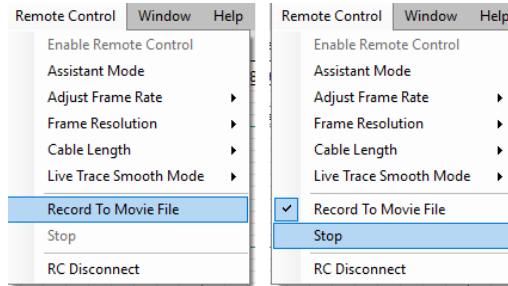 Remote Control Window Help
Enable Remote Control
Assistant Mode
Adjust Frame Rate
Frame Resolution
Cable Length
Live Trace Smooth Mode
Record To Movie File
Stop
RC Disconnect
Remote Control Window Help
Enable Remote Control
Assistant Mode
Adjust Frame Rate
Frame Resolution
Cable Length
Live Trace Smooth Mode
Record To Movie File
Stop
RC Disconnect